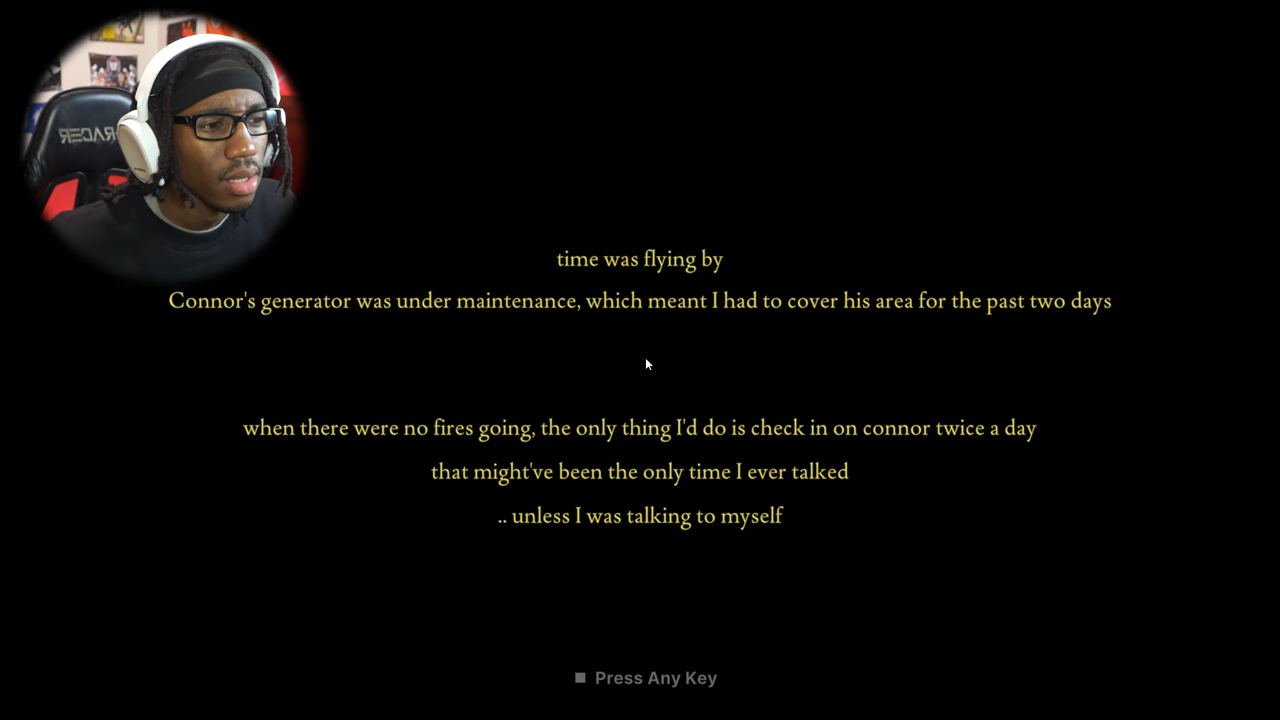 time was flying by
Connor's generator was under maintenance, which meant I had to cover his area for the past two days
when there were no fires going, the only thing I'd do is check in on connor twice a day
that might've been the only time I ever talked
.. unless I was talking to myself
Press Any Key